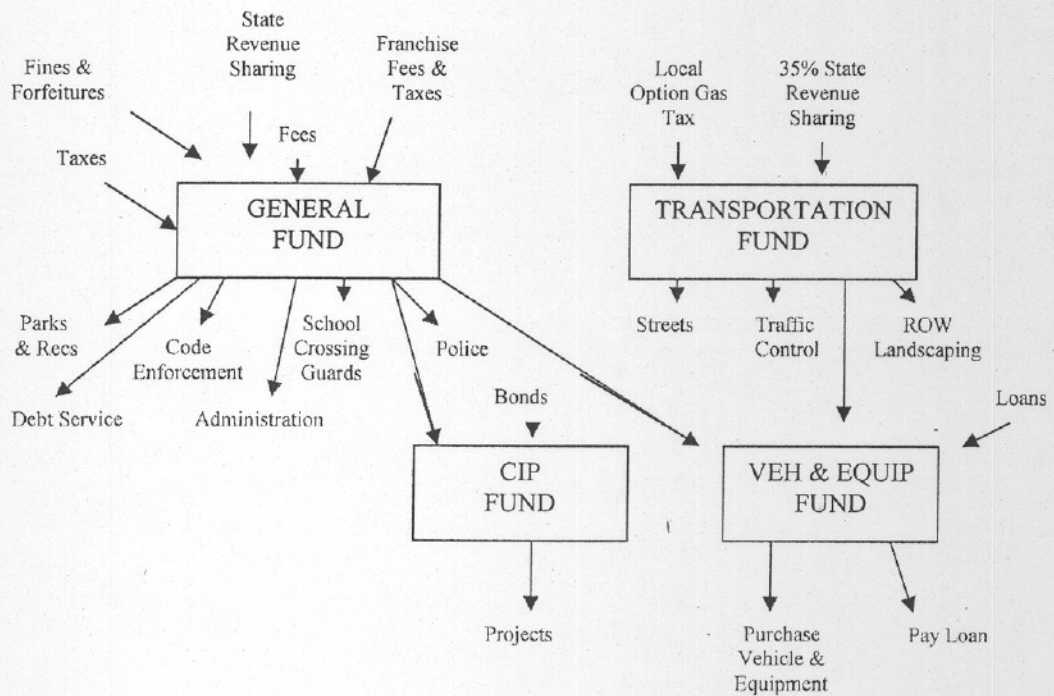 State
Revenue
Sharing
Franchise
Fees &
Taxes
Fines &
Forfeitures
Fees
Taxes
Local
Option Gas
Tax
35% State
Revenue
Sharing
GENERAL
FUND
TRANSPORTATION
FUND
Parks
& Recs
Code
Enforcement
School
Crossing
Guards
Police
Streets
Traffic
Control
ROW
Landscaping
Debt Service
Administration
Bonds
Loans
CIP
FUND
VEH & EQUIP
FUND
Projects
Purchase
Vehicle &
Equipment
Pay Loan